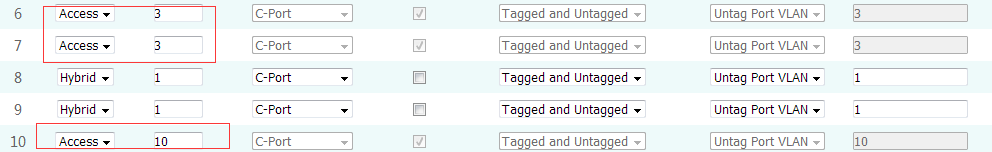 6 Access 3 C-Port Tagged and Untagged Untag Port VLAN 3
7 Access 3 C-Port Tagged and Untagged Untag Port VLAN 3
8 Hybrid 1 C-Port Tagged and Untagged Untag Port VLAN 1
9 Hybrid 1 C-Port Tagged and Untagged Untag Port VLAN 1
10 Access 10 C-Port Tagged and Untagged Untag Port VLAN 10